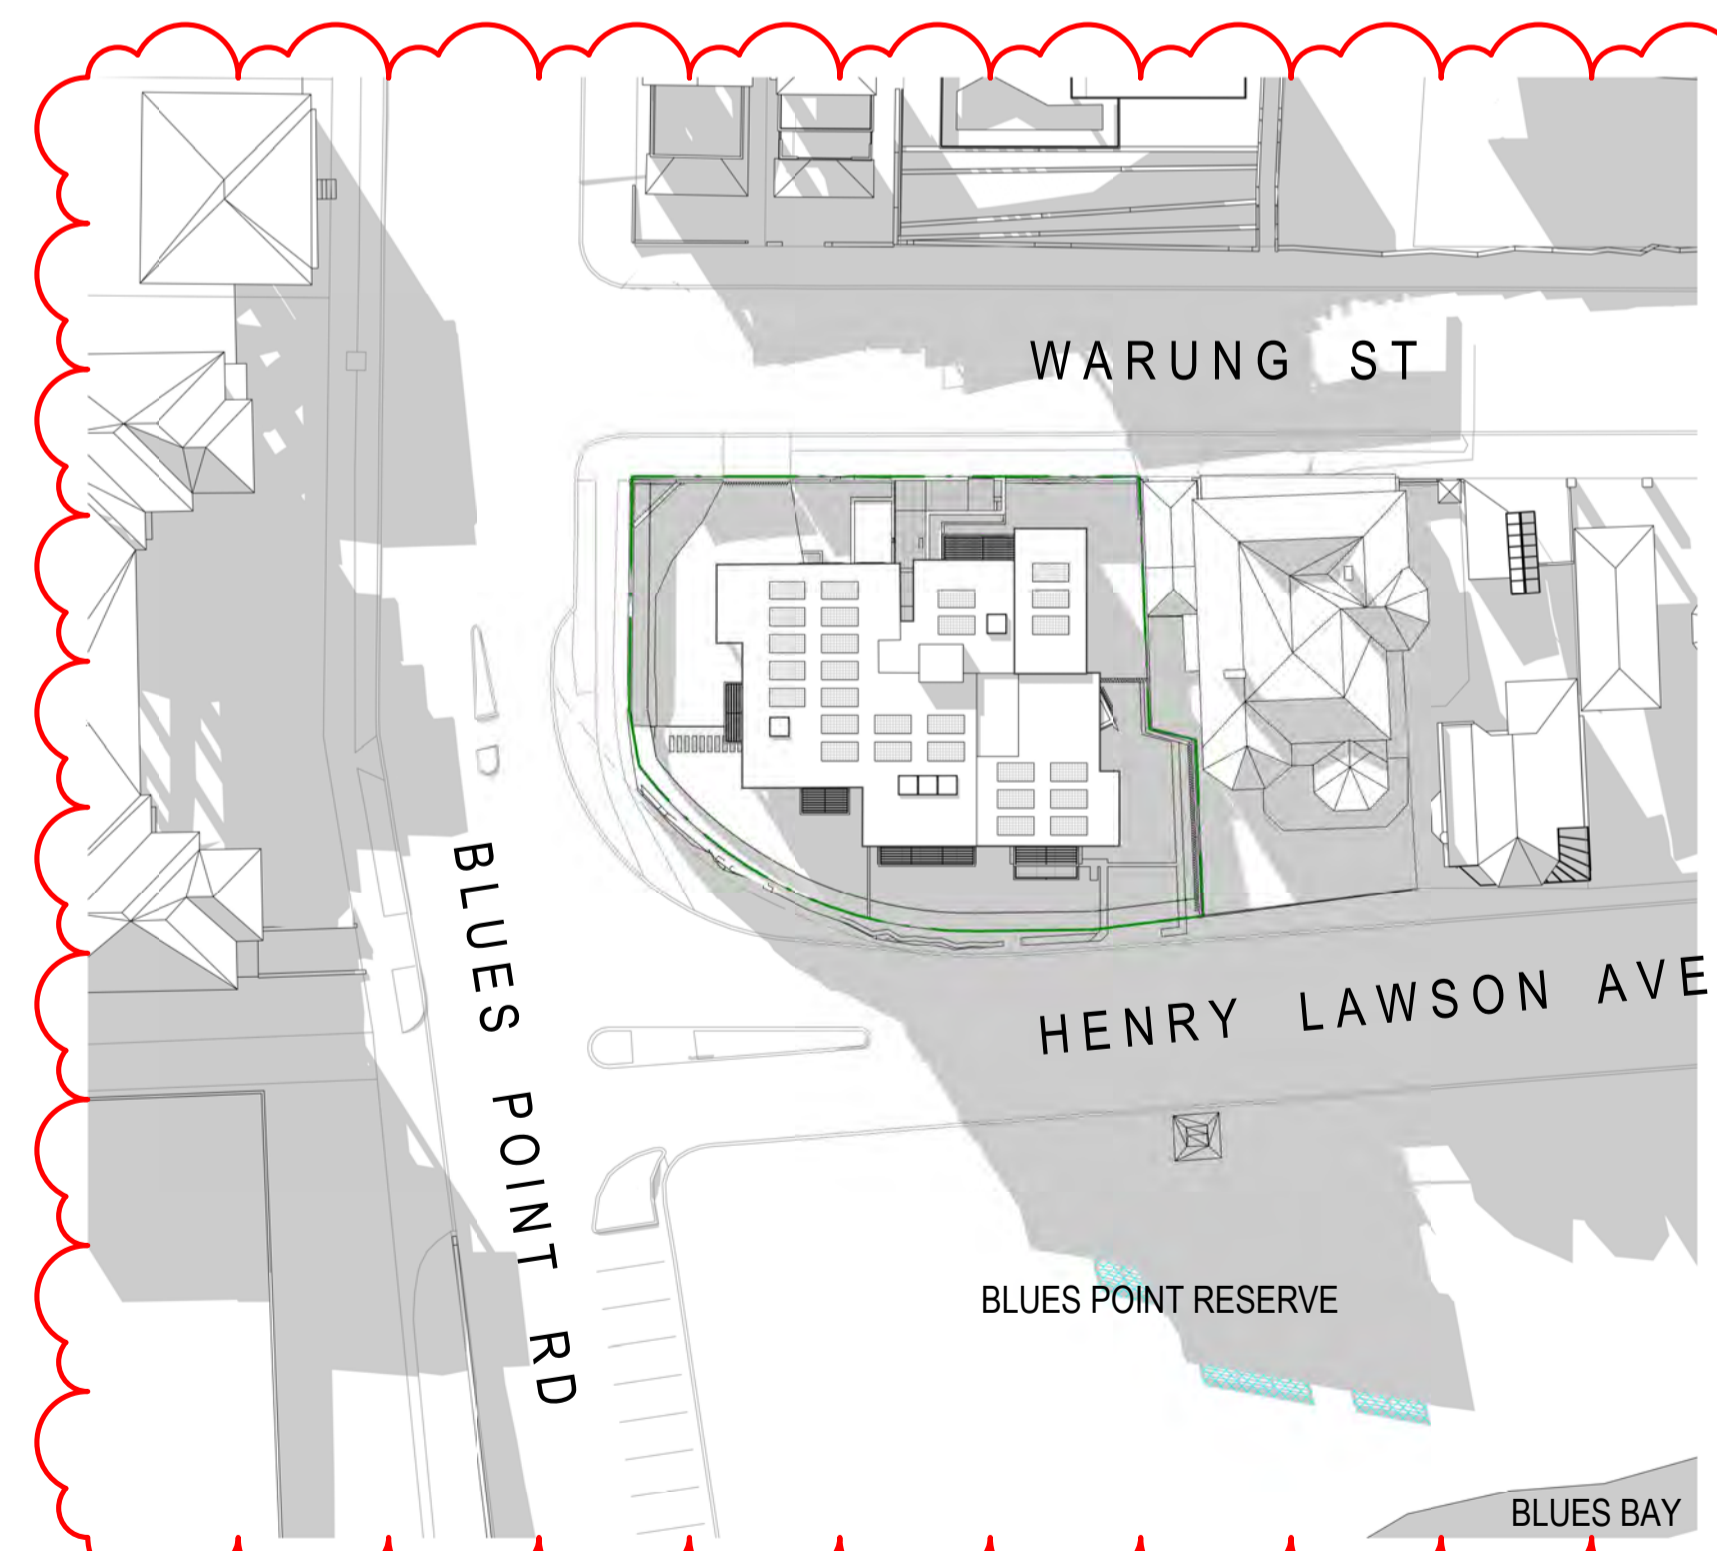 WARUNG ST
BLUES POINT RD
HENRY LAWSON AVE
BLUES POINT RESERVE
BLUES BAY